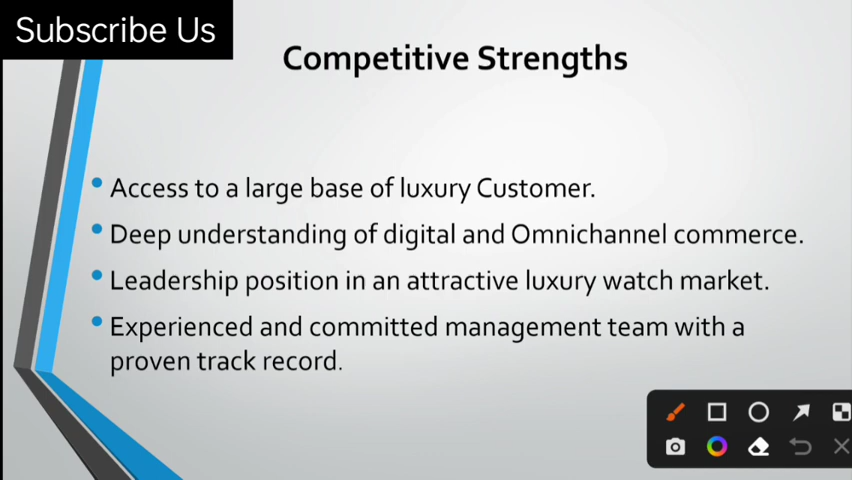 Subscribe Us
Competitive Strengths
• Access to a large base of luxury Customer.
• Deep understanding of digital and Omnichannel commerce.
• Leadership position in an attractive luxury watch market.
• Experienced and committed management team with a
proven track record.